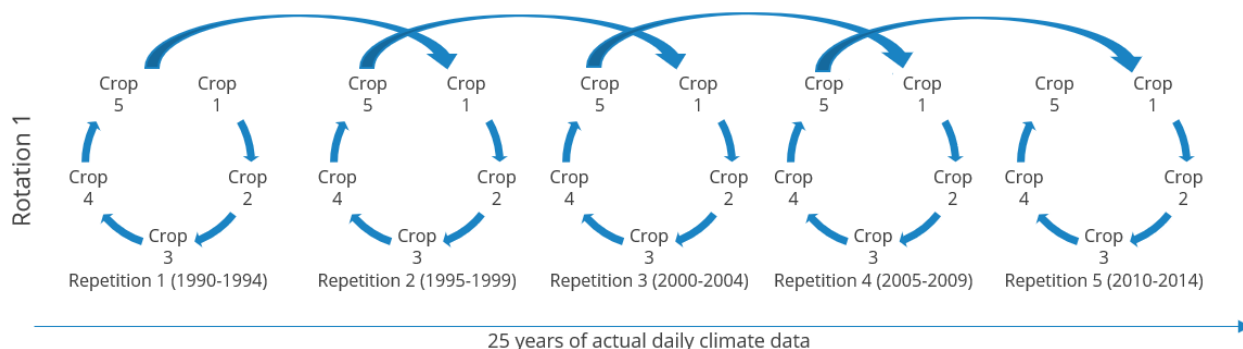 Rotation 1
Crop
5
Crop
1
Crop
4
Crop
2
Crop
3
Repetition 1 (1990-1994)
Crop
5
Crop
1
Crop
4
Crop
2
Crop
3
Repetition 2 (1995-1999)
Crop
5
Crop
1
Crop
4
Crop
2
Crop
3
Repetition 3 (2000-2004)
Crop
5
Crop
1
Crop
4
Crop
2
Crop
3
Repetition 4 (2005-2009)
Crop
5
Crop
1
Crop
4
Crop
2
Crop
3
Repetition 5 (2010-2014)
25 years of actual daily climate data